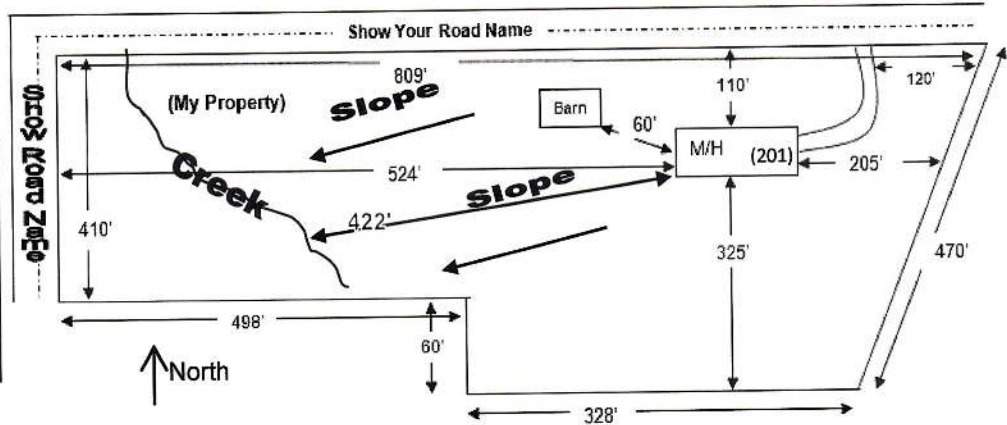 Show Your Road Name
809'
110'
120'
(My Property)
Slope
Barn
60'
M/H
(201)
Show Road Name
524'
205'
Creek
Slope
422'
410'
325'
470'
498'
60'
North
328'